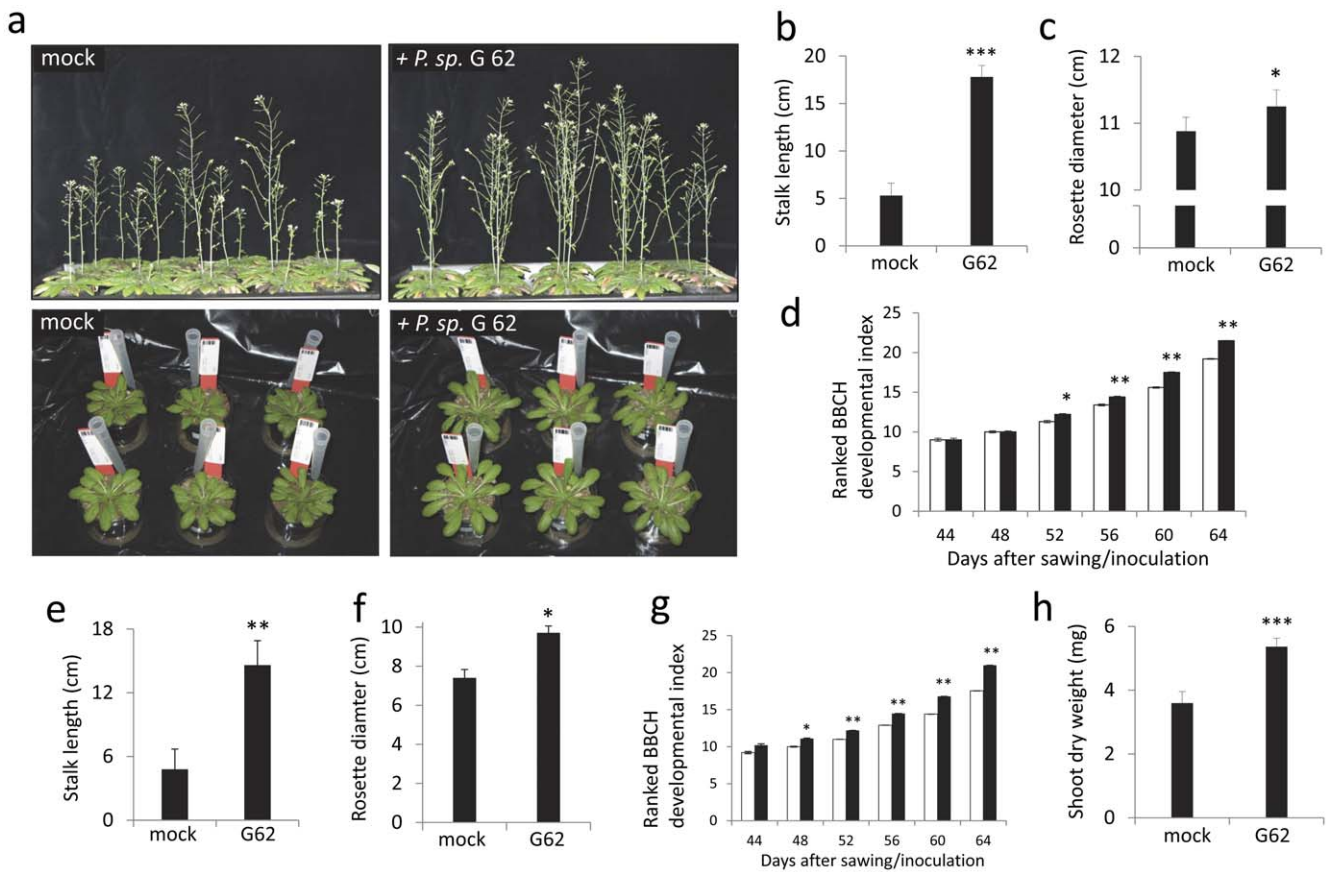 a
mock
+ P. sp. G 62
mock
+ P. sp. G 62
b
Stalk length (cm)
20
15
10
5
0
***
mock
G62
c
Rosette diameter (cm)
12
11
10
0
*
mock
G62
d
Ranked BBCH
developmental index
25
20
15
10
5
0
*
**
**
**
44 48 52 56 60 64
Days after sawing/inoculation
e
Stalk length (cm)
18
12
6
0
**
mock
G62
f
Rosette diamter (cm)
10
8
6
4
2
0
*
mock
G62
g
Ranked BBCH
developmental index
25
20
15
10
5
0
*
**
**
**
**
44 48 52 56 60 64
Days after sawing/inoculation
h
Shoot dry weight (mg)
6
4
2
0
***
mock
G62